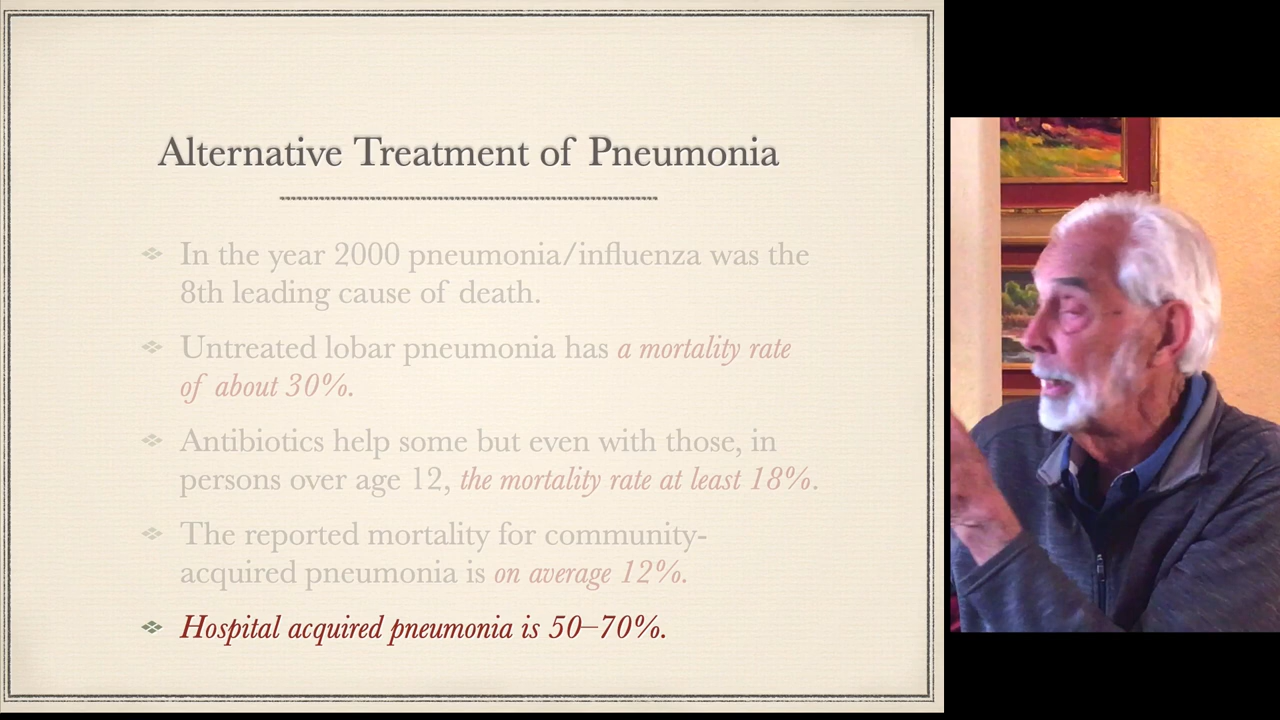 Alternative Treatment of Pneumonia
In the year 2000 pneumonia/influenza was the
8th leading cause of death.
Untreated lobar pneumonia has a mortality rate
of about 30%.
Antibiotics help some but even with those, in
persons over age 12, the mortality rate at least 18%.
The reported mortality for community-
acquired pneumonia is on average 12%.
Hospital acquired pneumonia is 50–70%.